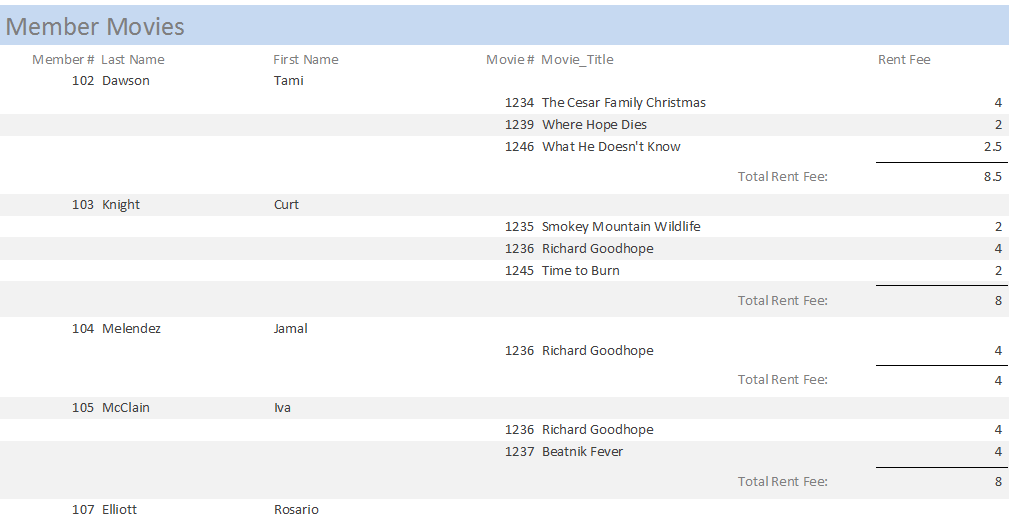 Member Movies
Member # Last Name First Name Movie # Movie_Title Rent Fee
102 Dawson Tami
1234 The Cesar Family Christmas 4
1239 Where Hope Dies 2
1246 What He Doesn't Know 2.5
Total Rent Fee: 8.5
103 Knight Curt
1235 Smokey Mountain Wildlife 2
1236 Richard Goodhope 4
1245 Time to Burn 2
Total Rent Fee: 8
104 Melendez Jamal
1236 Richard Goodhope 4
Total Rent Fee: 4
105 McClain Iva
1236 Richard Goodhope 4
1237 Beatnik Fever 4
Total Rent Fee: 8
107 Elliott Rosario